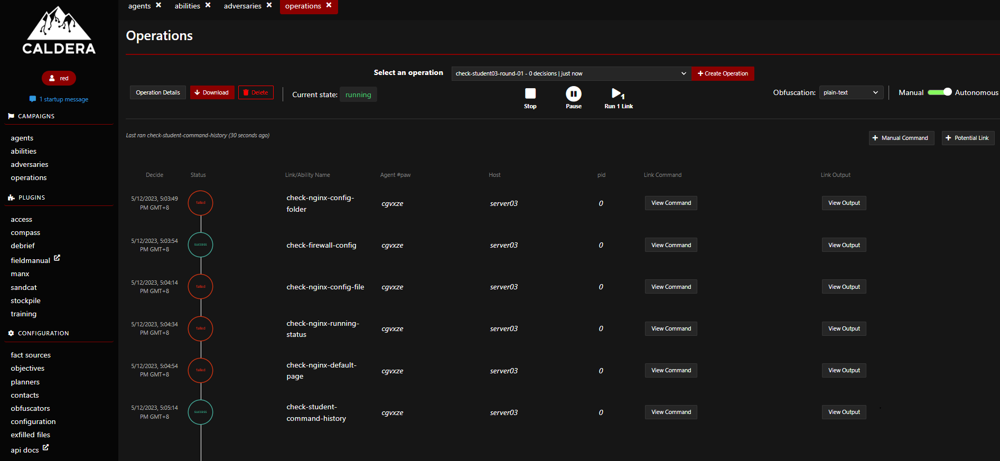 agents ✕ abilities ✕ adversaries ✕ operations ✕
CALDERA
red
1 startup message
CAMPAIGNS
agents
abilities
adversaries
operations
PLUGINS
access
compass
debrief
fieldmanual
manx
sandcat
stockpile
training
CONFIGURATION
fact sources
objectives
planners
contacts
obfuscators
configuration
exfilled files
api docs
Operations
Select an operation check-student03-round-01 - 0 decisions | just now + Create Operation
Operation Details Download Delete Current state: running
Stop Pause 1 Run 1 Link
Obfuscation: plain-text Manual Autonomous
Last ran check-student-command-history (30 seconds ago)
+ Manual Command + Potential Link
Decide Status Link/Ability Name Agent #paw Host pid Link Command Link Output
5/12/2023, 5:03:49 failed check-nginx-config- cgvxze server03 0 View Command View Output
PM GMT+8 folder
5/12/2023, 5:03:54 success check-firewall-config cgvxze server03 0 View Command View Output
PM GMT+8
5/12/2023, 5:04:14 failed check-nginx-config-file cgvxze server03 0 View Command View Output
PM GMT+8
5/12/2023, 5:04:34 failed check-nginx-running- cgvxze server03 0 View Command View Output
PM GMT+8 status
5/12/2023, 5:04:54 failed check-nginx-default- cgvxze server03 0 View Command View Output
PM GMT+8 page
5/12/2023, 5:05:14 success check-student- cgvxze server03 0 View Command View Output
PM GMT+8 command-history